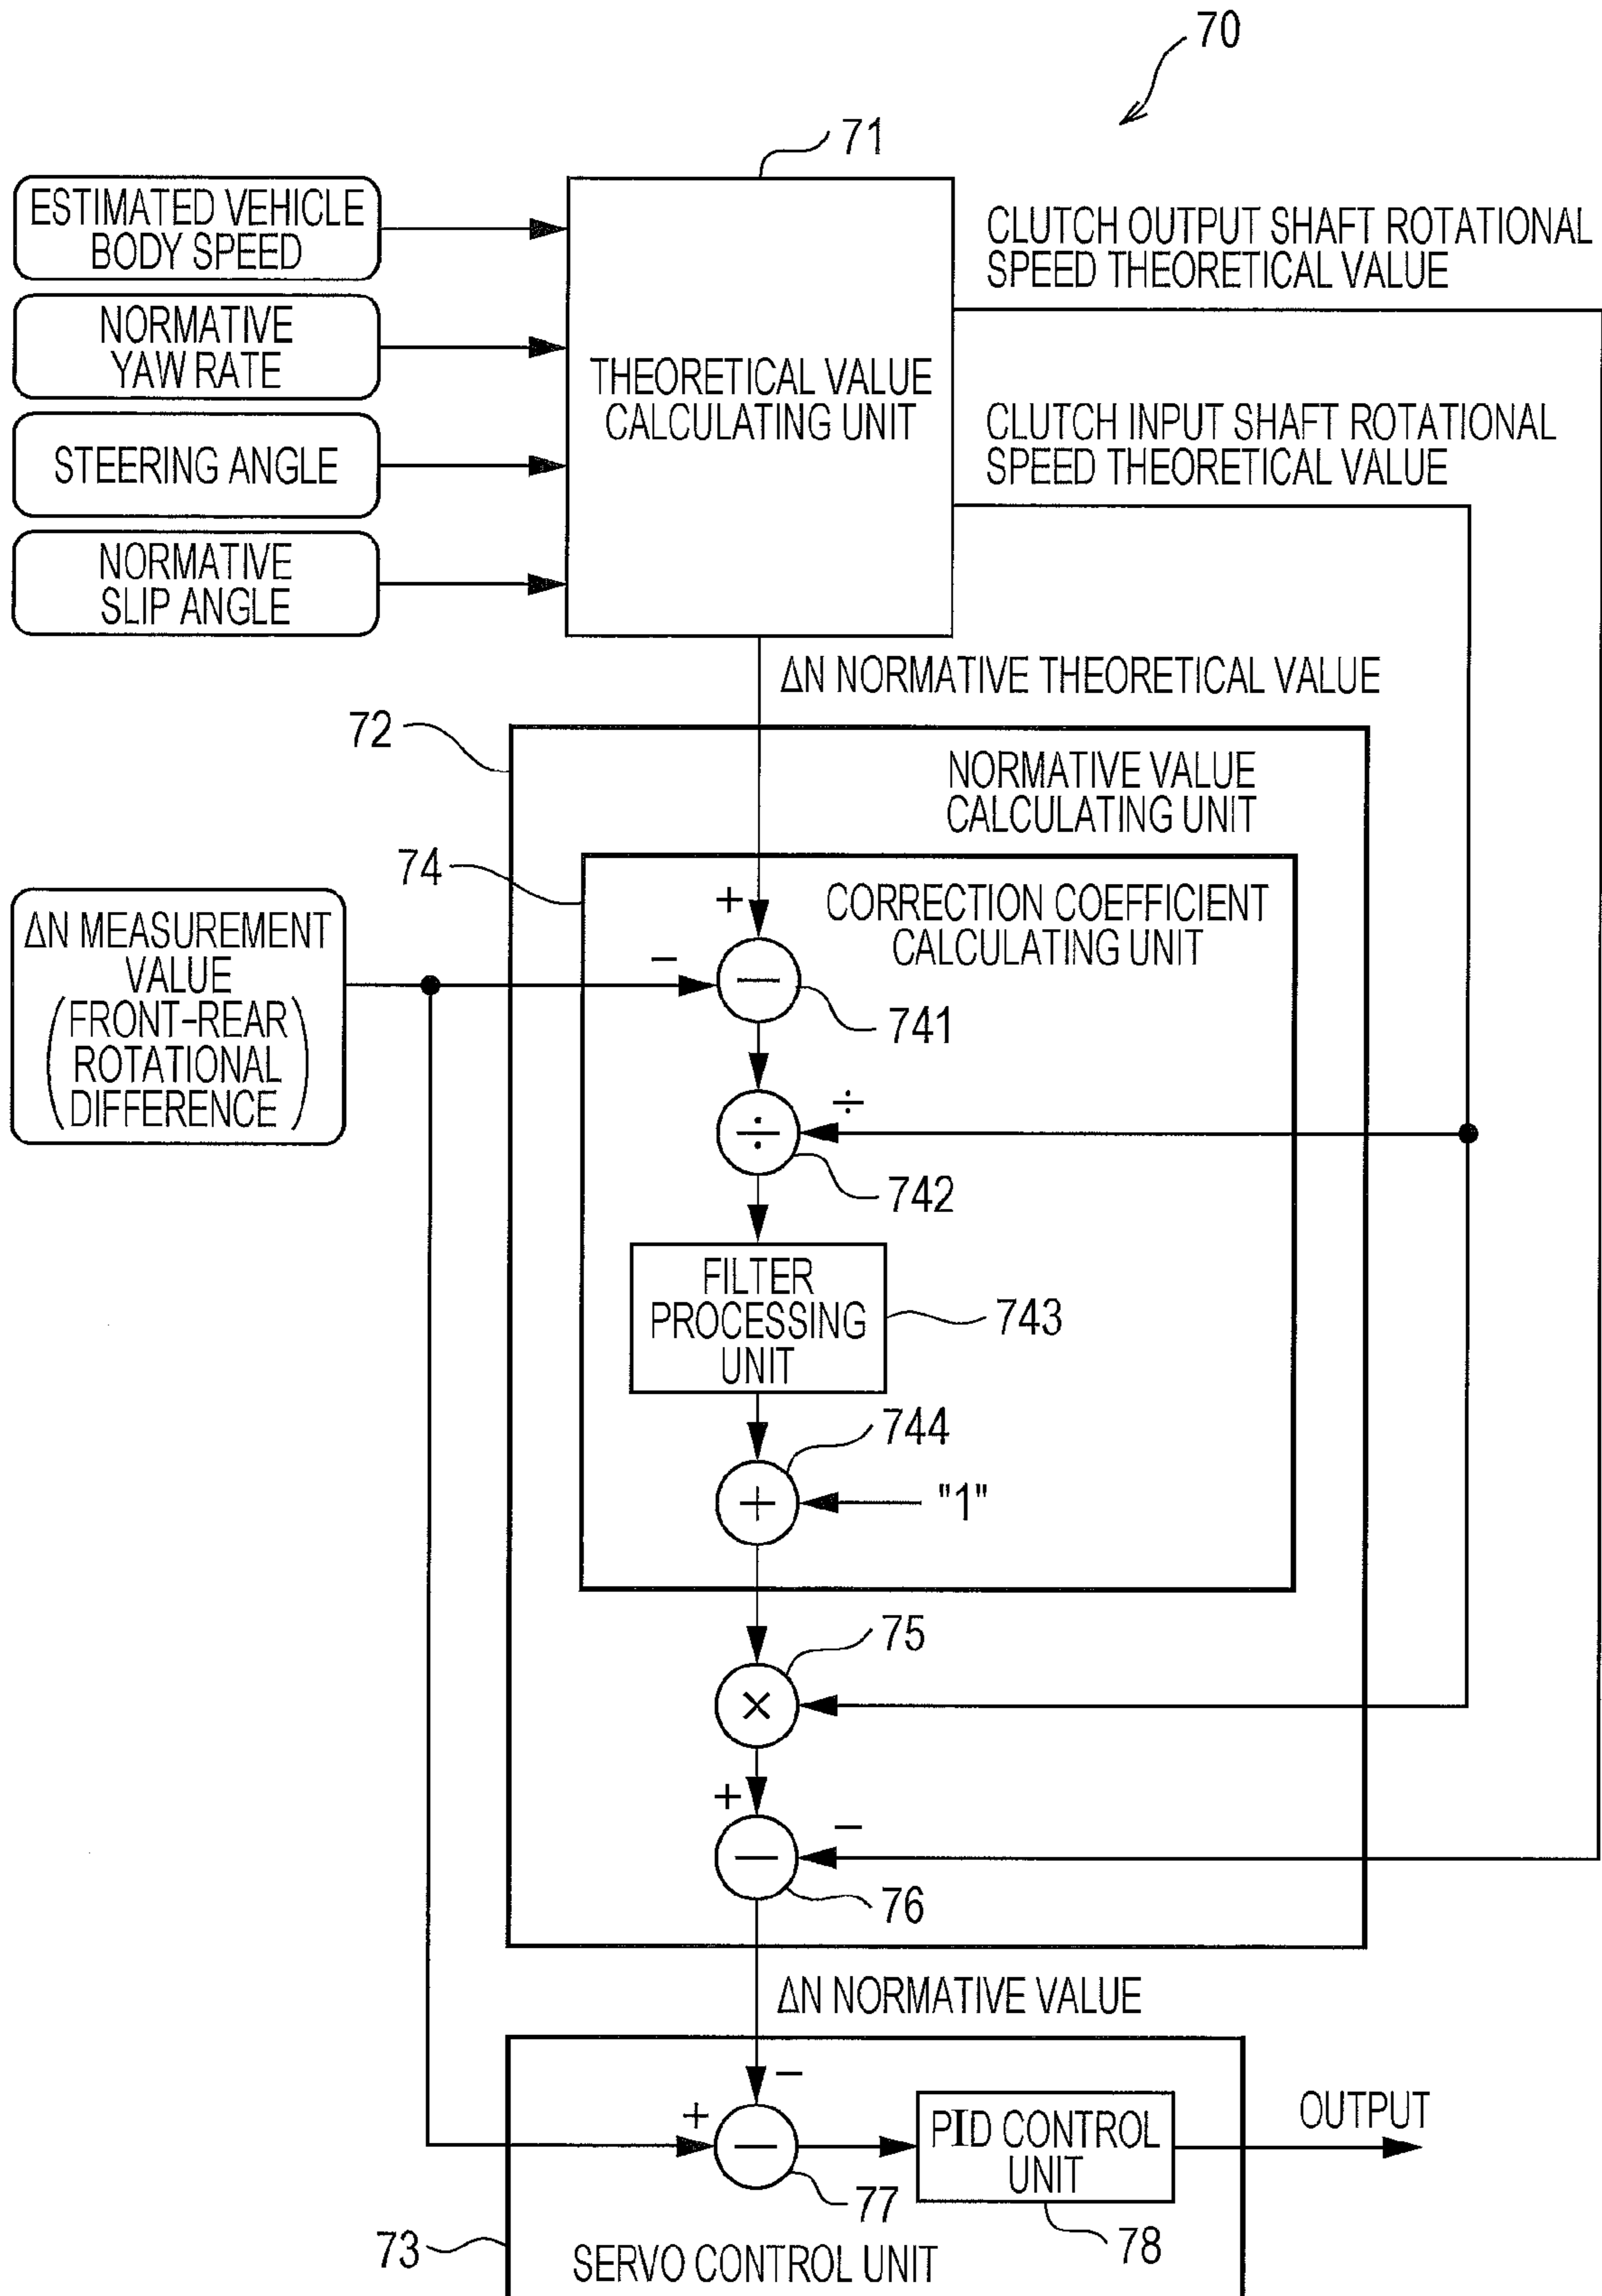 70
71
ESTIMATED VEHICLE
BODY SPEED
NORMATIVE
YAW RATE
STEERING ANGLE
NORMATIVE
SLIP ANGLE
THEORETICAL VALUE
CALCULATING UNIT
CLUTCH OUTPUT SHAFT ROTATIONAL
SPEED THEORETICAL VALUE
CLUTCH INPUT SHAFT ROTATIONAL
SPEED THEORETICAL VALUE
ΔN NORMATIVE THEORETICAL VALUE
72
NORMATIVE VALUE
CALCULATING UNIT
74
CORRECTION COEFFICIENT
CALCULATING UNIT
ΔN MEASUREMENT
VALUE
(FRONT-REAR
ROTATIONAL
DIFFERENCE)
+
−
−
741
÷
÷
742
FILTER
PROCESSING
UNIT
743
744
+
"1"
75
×
+
−
−
76
ΔN NORMATIVE VALUE
−
+
−
77
PID CONTROL
UNIT
78
OUTPUT
73
SERVO CONTROL UNIT